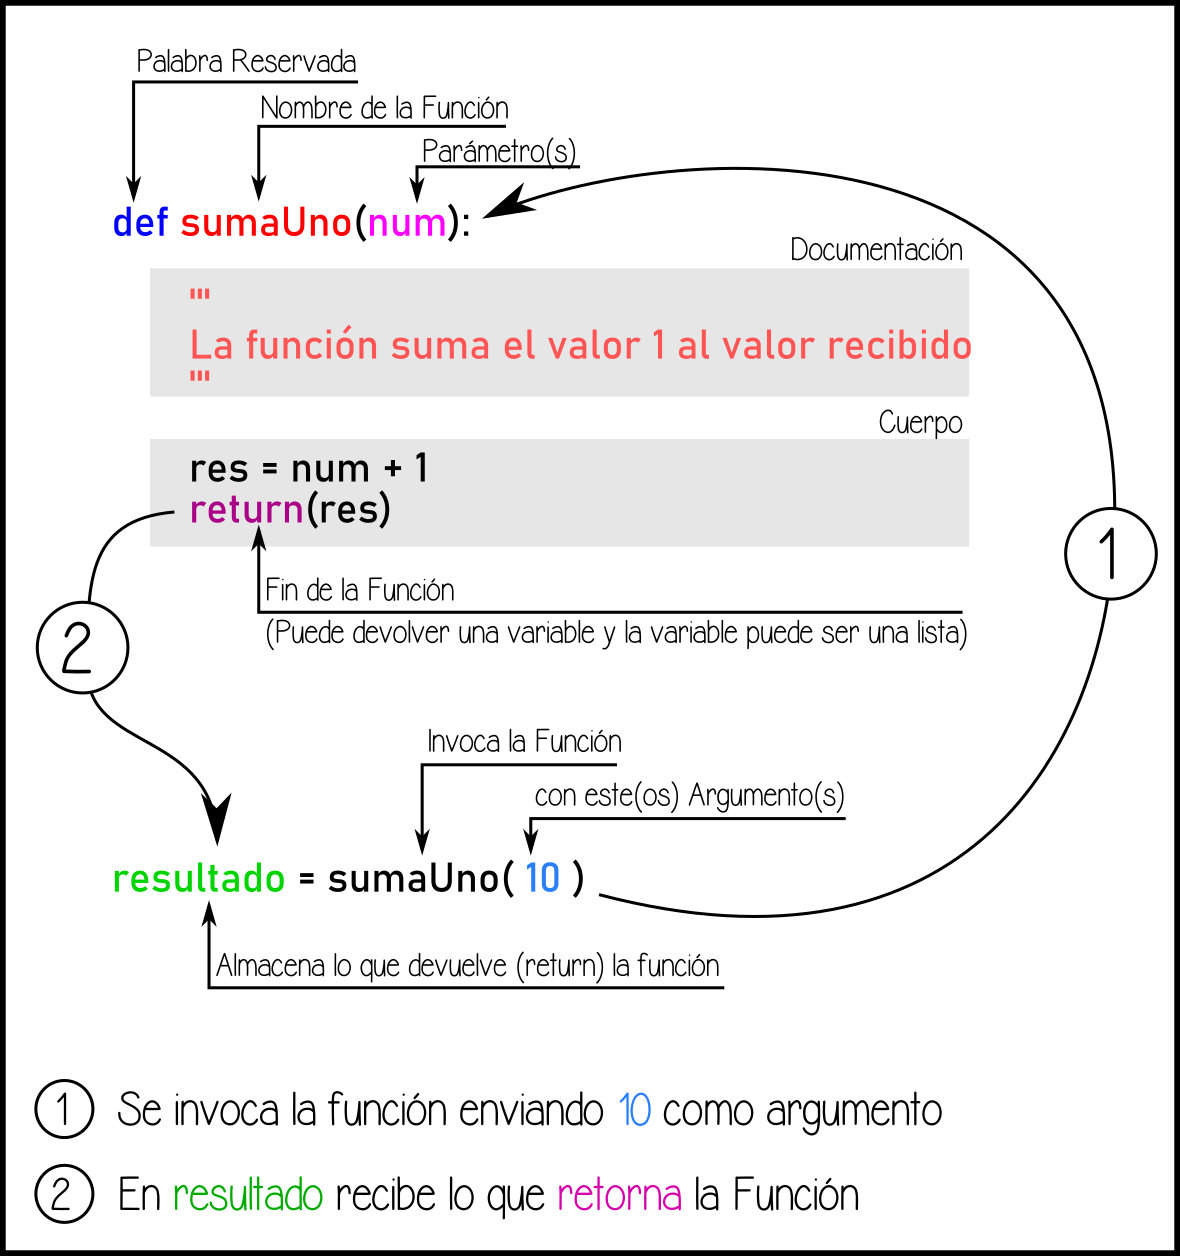 Palabra Reservada
Nombre de la Función
Parámetro(s)
def sumaUno(num):
Documentación
'''
La función suma el valor 1 al valor recibido
'''
Cuerpo
res = num + 1
return(res)
Fin de la Función
(Puede devolver una variable y la variable puede ser una lista)
1
2
Invoca la Función
con este(os) Argumento(s)
resultado = sumaUno( 10 )
Almacena lo que devuelve (return) la función
1 Se invoca la función enviando 10 como argumento
2 En resultado recibe lo que retorna la Función